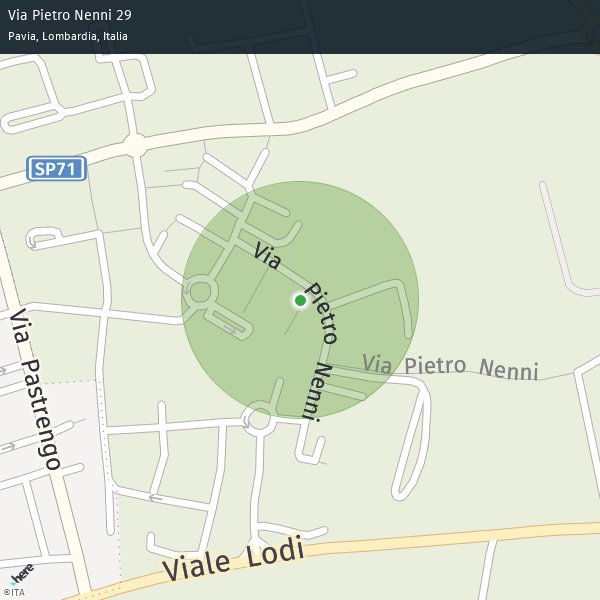 Via Pietro Nenni 29
Pavia, Lombardia, Italia
SP71
Via Pietro Nenni
Via Pietro Nenni
Via Pastrengo
Viale Lodi
here
©ITA